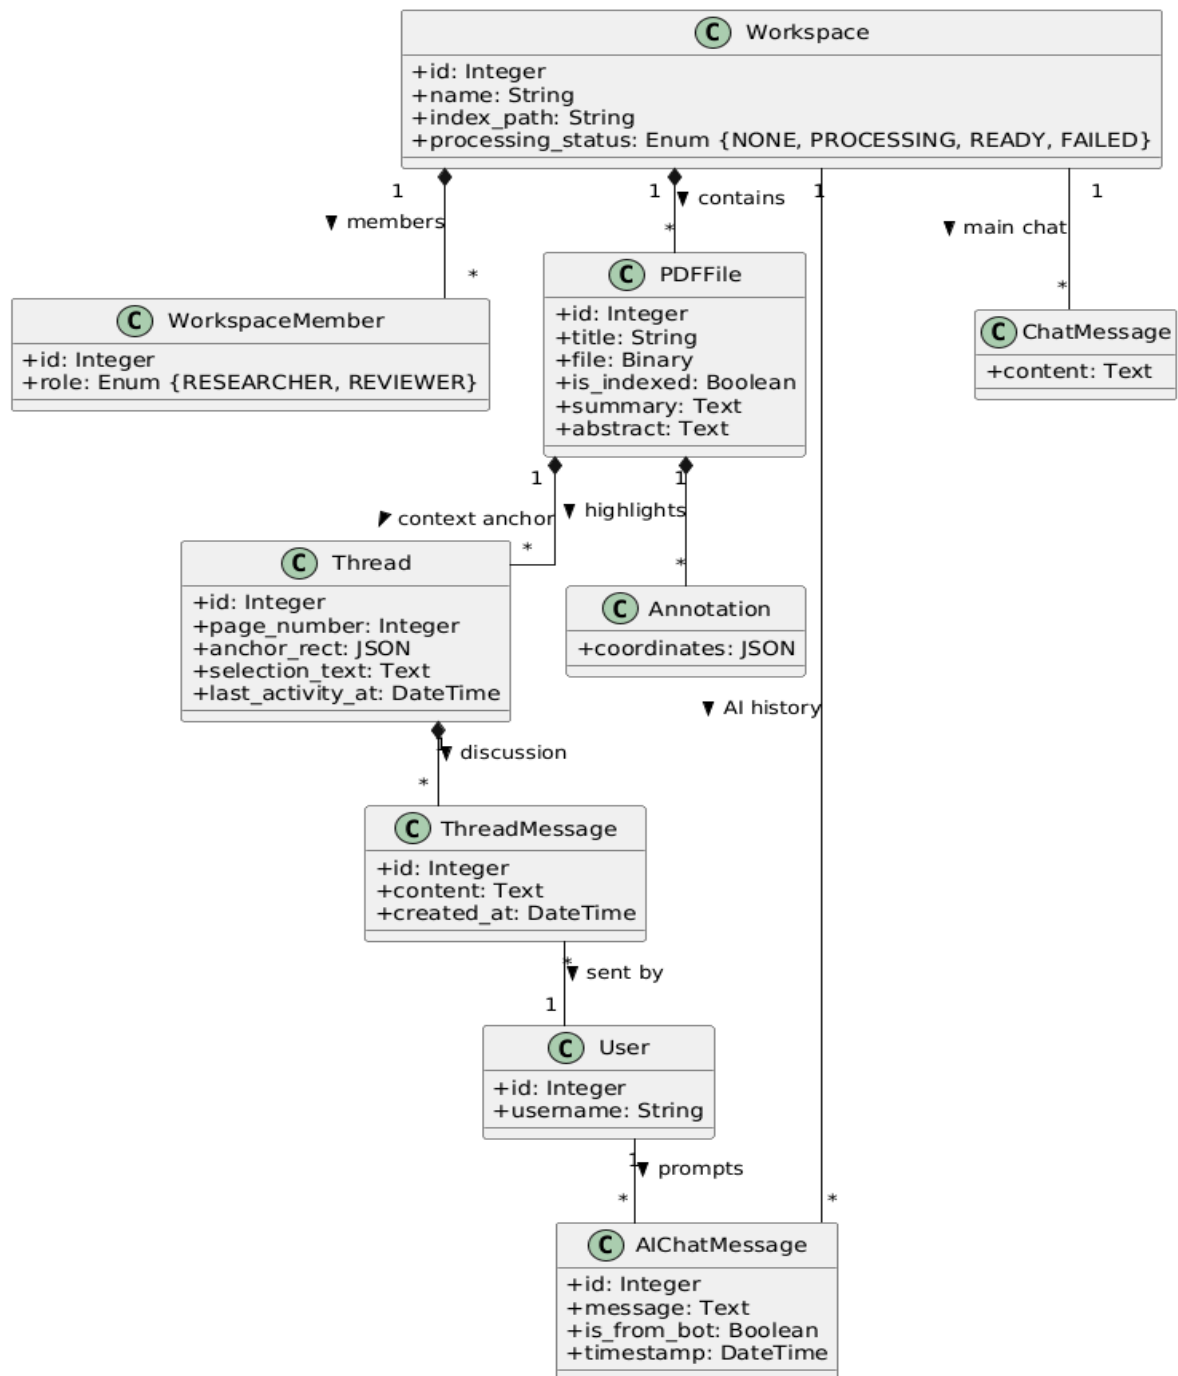 C Workspace
+id: Integer
+name: String
+index_path: String
+processing_status: Enum {NONE, PROCESSING, READY, FAILED}
1
1
1
1
contains
members
main chat
*
*
*
C WorkspaceMember
+id: Integer
+role: Enum {RESEARCHER, REVIEWER}
C PDFFile
+id: Integer
+title: String
+file: Binary
+is_indexed: Boolean
+summary: Text
+abstract: Text
C ChatMessage
+content: Text
1
1
context anchor
highlights
*
*
C Thread
+id: Integer
+page_number: Integer
+anchor_rect: JSON
+selection_text: Text
+last_activity_at: DateTime
C Annotation
+coordinates: JSON
AI history
1
discussion
*
C ThreadMessage
+id: Integer
+content: Text
+created_at: DateTime
*
sent by
1
C User
+id: Integer
+username: String
1
prompts
*
*
C AIChatMessage
+id: Integer
+message: Text
+is_from_bot: Boolean
+timestamp: DateTime